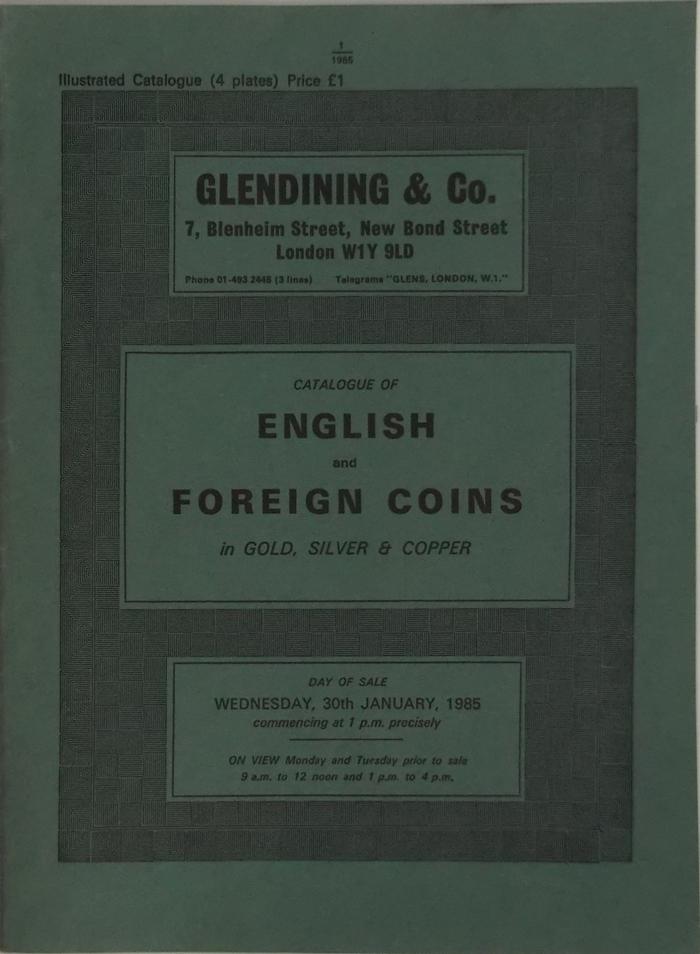 1
1985
Illustrated Catalogue (4 plates) Price £1
GLENDINING & Co.
7, Blenheim Street, New Bond Street
London W1Y 9LD
Phone 01-493 2445 (3 lines) Telegrams "GLENS, LONDON, W.1."
CATALOGUE OF
ENGLISH
and
FOREIGN COINS
in GOLD, SILVER & COPPER
DAY OF SALE
WEDNESDAY, 30th JANUARY, 1985
commencing at 1 p.m. precisely
ON VIEW Monday and Tuesday prior to sale
9 a.m. to 12 noon and 1 p.m. to 4 p.m.